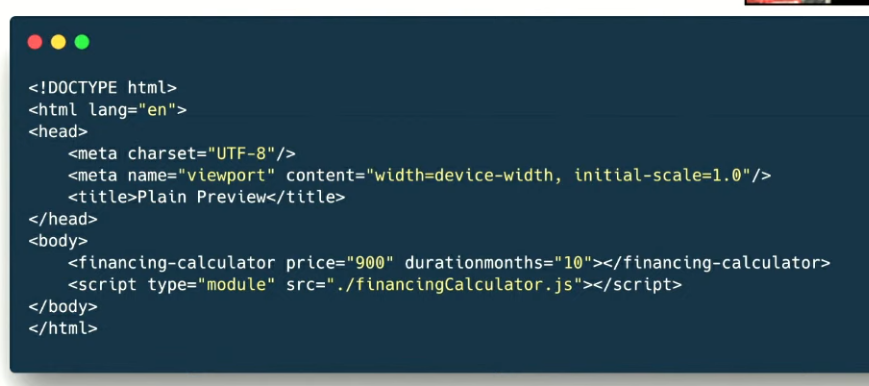 <!DOCTYPE html>
<html lang="en">
<head>
    <meta charset="UTF-8"/>
    <meta name="viewport" content="width=device-width, initial-scale=1.0"/>
    <title>Plain Preview</title>
</head>
<body>
    <financing-calculator price="900" durationmonths="10"></financing-calculator>
    <script type="module" src="./financingCalculator.js"></script>
</body>
</html>